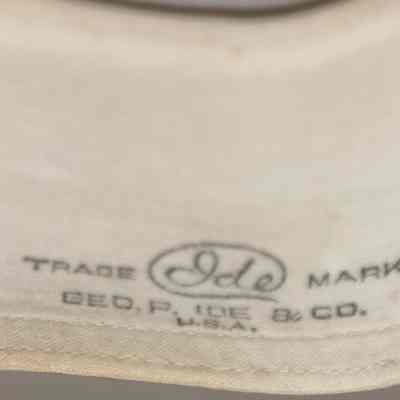 TRADE Ide MARK
GEO. P. IDE & CO.
U.S.A.